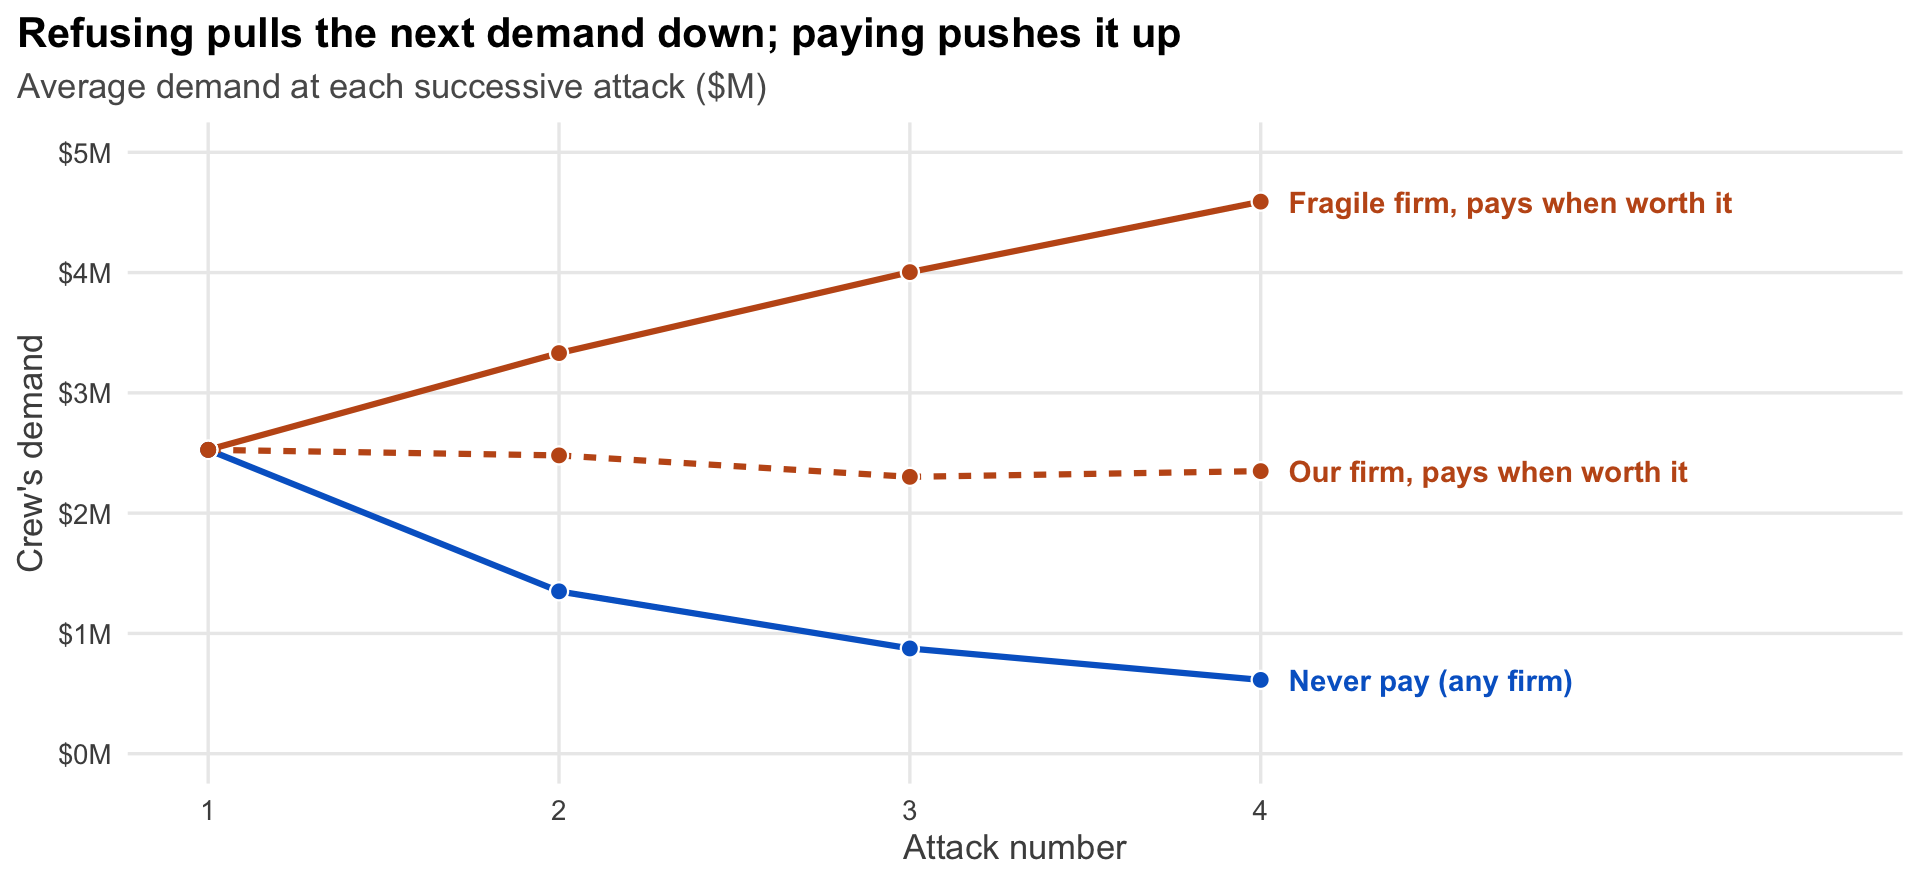 Refusing pulls the next demand down; paying pushes it up
Average demand at each successive attack ($M)
$5M
$4M
$3M
$2M
$1M
$0M
Crew's demand
Fragile firm, pays when worth it
Our firm, pays when worth it
Never pay (any firm)
1
2
3
4
Attack number